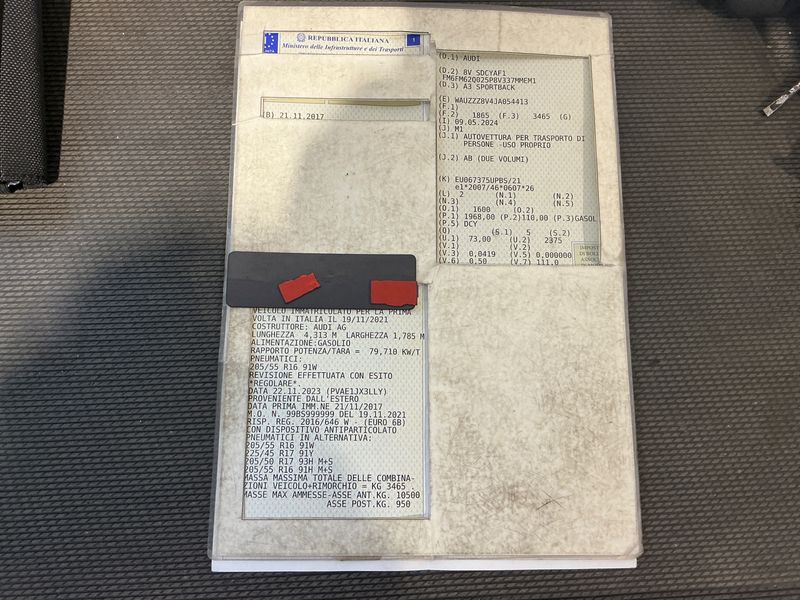 REPUBBLICA ITALIANA
Ministero delle Infrastrutture e dei Trasporti
(B) 21.11.2017
VEICOLO IMMATRICOLATO PER LA PRIMA
VOLTA IN ITALIA IL 19/11/2021
COSTRUTTORE: AUDI AG
LUNGHEZZA 4,313 M LARGHEZZA 1,785 M
ALIMENTAZIONE:GASOLIO
RAPPORTO POTENZA/TARA = 79,710 KW/T
PNEUMATICI:
205/55 R16 91W
REVISIONE EFFETTUATA CON ESITO
*REGOLARE*.
DATA 22.11.2023 (PVAE1JX3LLY)
PROVENIENTE DALL'ESTERO
DATA PRIMA IMM.NE 21/11/2017
M.O. N. 99BS999999 DEL 19.11.2021
RISP. REG. 2016/646 W - (EURO 6B)
CON DISPOSITIVO ANTIPARTICOLATO
PNEUMATICI IN ALTERNATIVA:
205/55 R16 91W
225/45 R17 91Y
205/50 R17 93H M+S
205/55 R16 91H M+S
MASSA MASSIMA TOTALE DELLE COMBINA-
ZIONI VEICOLO+RIMORCHIO = KG 3465 .
MASSE MAX AMMESSE-ASSE ANT.KG. 10500
ASSE POST.KG. 950
(D.1) AUDI
(D.2) 8V SDCYAF1
FM6FM62Q025P8V337MMEM1
(D.3) A3 SPORTBACK
(E) WAUZZZ8V4JA054413
(F.1)
(F.2) 1865 (F.3) 3465 (G)
(I) 09.05.2024
(J) M1
(J.1) AUTOVETTURA PER TRASPORTO DI
PERSONE -USO PROPRIO
(J.2) AB (DUE VOLUMI)
(K) EU067375UPBS/21
e1*2007/46*0607*26
(L) 2 (N.1) (N.2)
(N.3) (N.4) (N.5)
(O.1) 1600 (O.2)
(P.1) 1968,00 (P.2)110,00 (P.3)GASOL
(P.5) DCY
(Q) (S.1) 5 (S.2)
(U.1) 73,00 (U.2) 2375
(V.1) (V.2)
(V.3) 0,0419 (V.5) 0,000000
(V.6) 0,50 (V.7) 111,0
IMPOST
DI BOLL
ASSOL